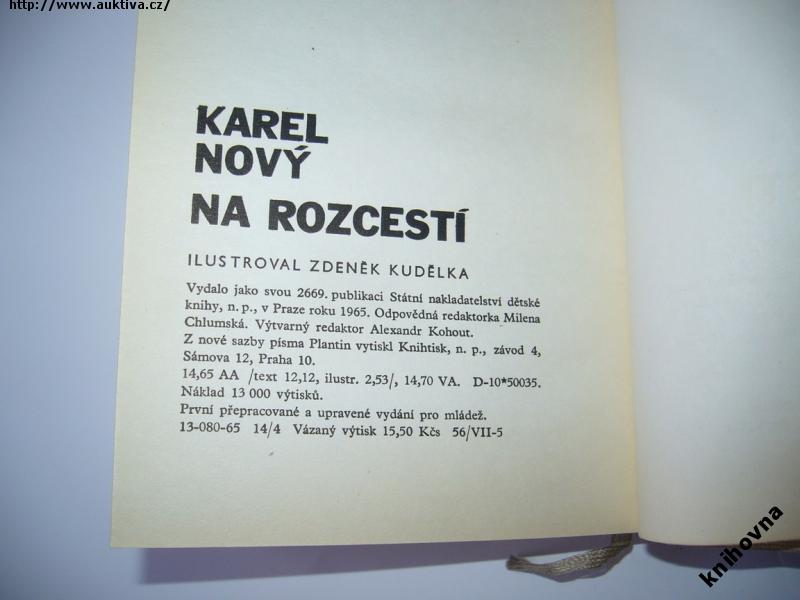 http://www.auktiva.cz/
KAREL
NOVÝ
NA ROZCESTÍ
ILUSTROVAL ZDENĚK KUDĚLKA
Vydalo jako svou 2669. publikaci Státní nakladatelství dětské
knihy, n. p., v Praze roku 1965. Odpovědná redaktorka Milena
Chlumská. Výtvarný redaktor Alexandr Kohout.
Z nové sazby písma Plantin vytiskl Knihtisk, n. p., závod 4,
Sámova 12, Praha 10.
14,65 AA /text 12,12, ilustr. 2,53/, 14,70 VA. D-10*50035.
Náklad 13 000 výtisků.
První přepracované a upravené vydání pro mládež.
13-080-65 14/4 Vázaný výtisk 15,50 Kčs 56/VII-5
knihovna